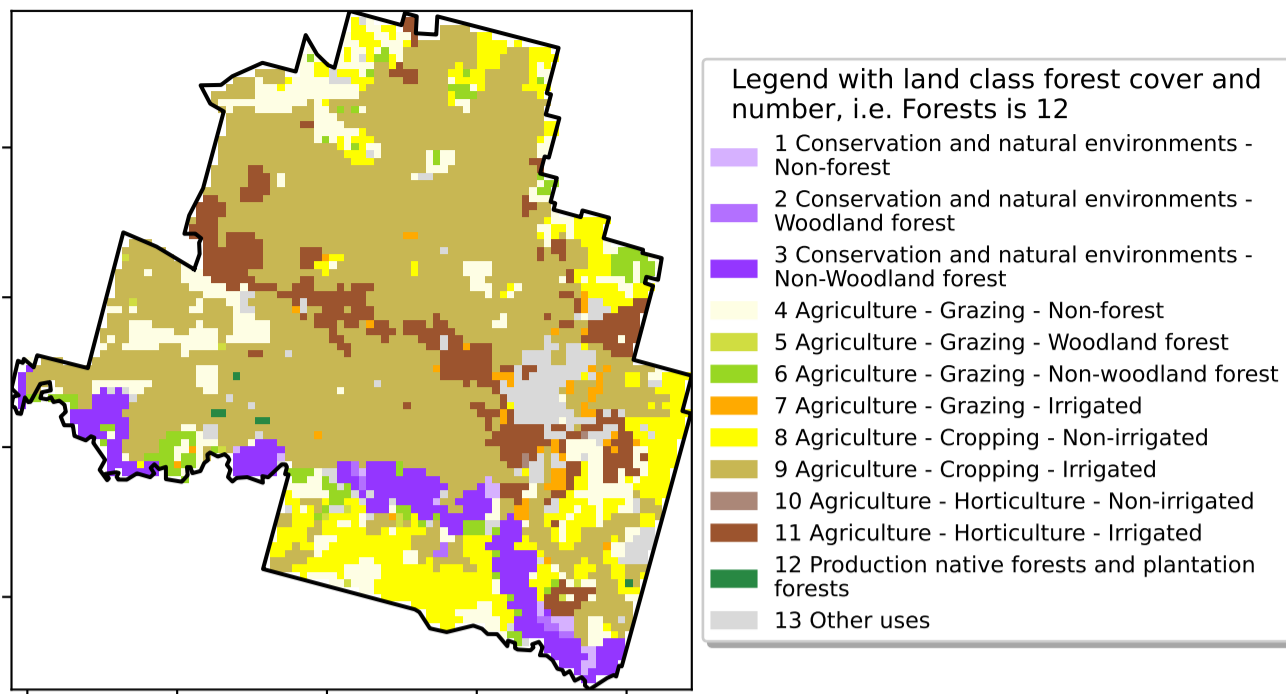 Legend with land class forest cover and
number, i.e. Forests is 12
1 Conservation and natural environments -
Non-forest
2 Conservation and natural environments -
Woodland forest
3 Conservation and natural environments -
Non-Woodland forest
4 Agriculture - Grazing - Non-forest
5 Agriculture - Grazing - Woodland forest
6 Agriculture - Grazing - Non-woodland forest
7 Agriculture - Grazing - Irrigated
8 Agriculture - Cropping - Non-irrigated
9 Agriculture - Cropping - Irrigated
10 Agriculture - Horticulture - Non-irrigated
11 Agriculture - Horticulture - Irrigated
12 Production native forests and plantation
forests
13 Other uses